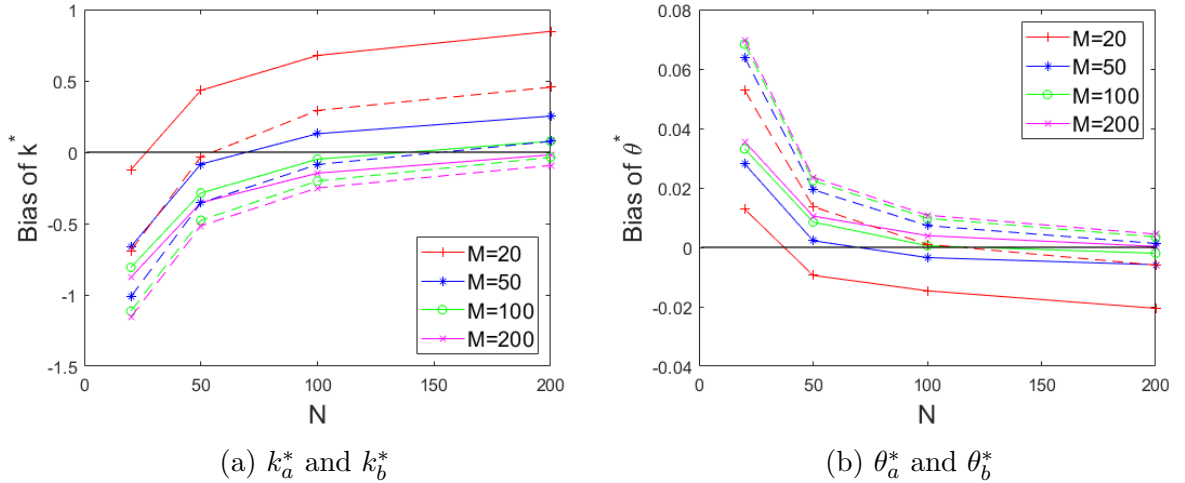 1
0.5
0
-0.5
-1
-1.5
Bias of k*
0
50
100
150
200
N
M=20
M=50
M=100
M=200
(a) k*a and k*b
0.08
0.06
0.04
0.02
0
-0.02
-0.04
Bias of θ*
0
50
100
150
200
N
M=20
M=50
M=100
M=200
(b) θ*a and θ*b